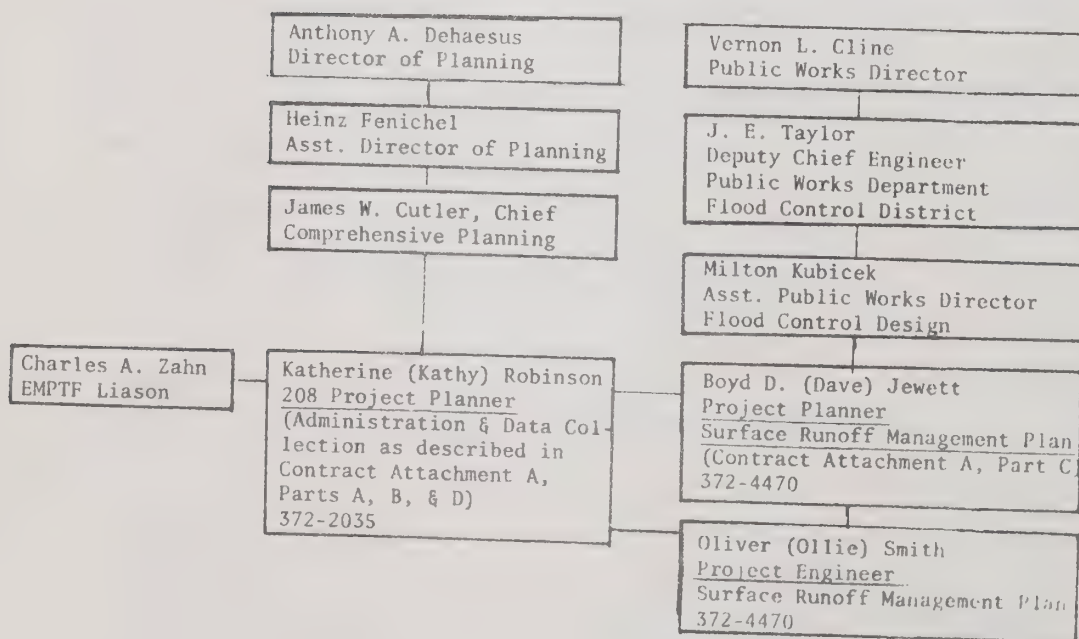 Anthony A. Dehaesus
Director of Planning
Heinz Fenichel
Asst. Director of Planning
James W. Cutler, Chief
Comprehensive Planning
Charles A. Zahn
EMPTF Liason
Katherine (Kathy) Robinson
208 Project Planner
(Administration & Data Col-
lection as described in
Contract Attachment A,
Parts A, B, & D)
372-2035
Vernon L. Cline
Public Works Director
J. E. Taylor
Deputy Chief Engineer
Public Works Department
Flood Control District
Milton Kubicek
Asst. Public Works Director
Flood Control Design
Boyd D. (Dave) Jewett
Project Planner
Surface Runoff Management Plan
(Contract Attachment A, Part C)
372-4470
Oliver (Ollie) Smith
Project Engineer
Surface Runoff Management Plan
372-4470